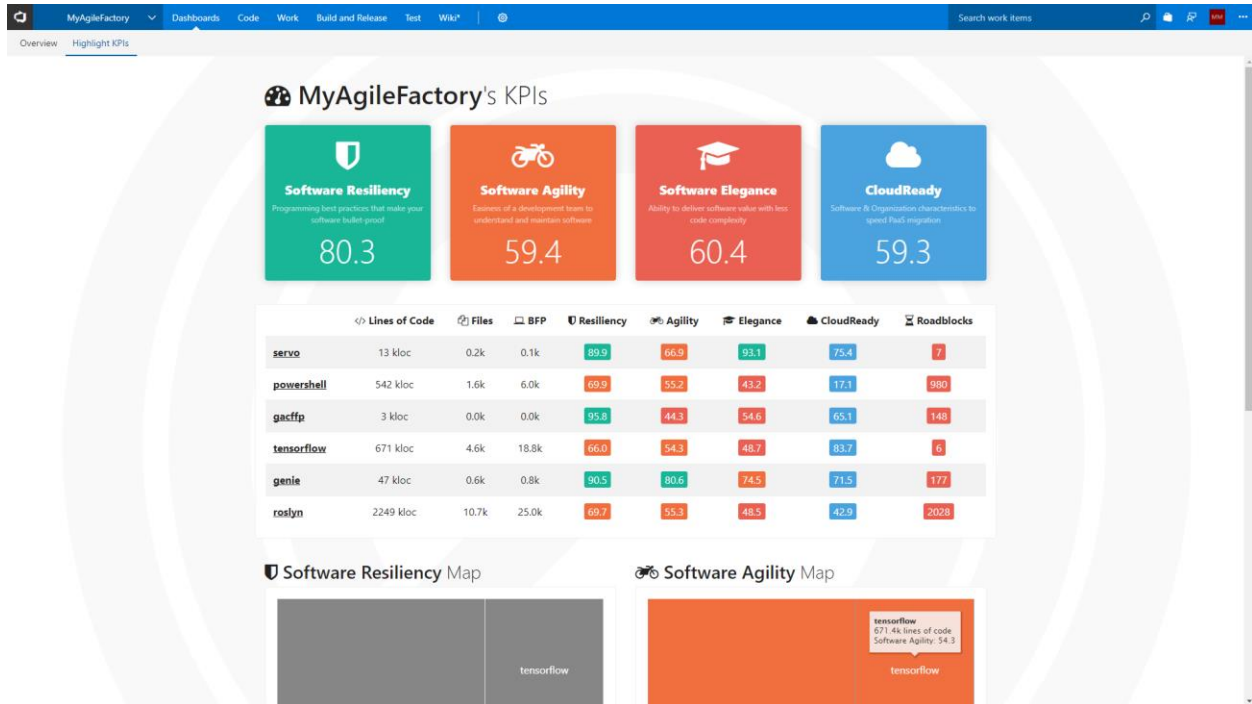 MyAgileFactory
Dashboards Code Work Build and Release Test Wiki*
Search work items
MM
Overview Highlight KPIs
MyAgileFactory's KPIs
Software Resiliency
Programming best practices that make your
software bullet-proof
80.3
Software Agility
Easiness of a development team to
understand and maintain software
59.4
Software Elegance
Ability to deliver software value with less
code complexity
60.4
CloudReady
Software & Organization characteristics to
speed PaaS migration
59.3
</> Lines of Code Files BFP Resiliency Agility Elegance CloudReady Roadblocks
servo 13 kloc 0.2k 0.1k 89.9 66.9 93.1 75.4 7
powershell 542 kloc 1.6k 6.0k 69.9 55.2 43.2 17.1 980
gacffp 3 kloc 0.0k 0.0k 95.8 44.3 54.6 65.1 148
tensorflow 671 kloc 4.6k 18.8k 66.0 54.3 48.7 83.7 6
genie 47 kloc 0.6k 0.8k 90.5 80.6 74.5 71.5 177
roslyn 2249 kloc 10.7k 25.0k 69.7 55.3 48.5 42.9 2028
Software Resiliency Map
tensorflow
Software Agility Map
tensorflow
671.4k lines of code
Software Agility: 54.3
tensorflow